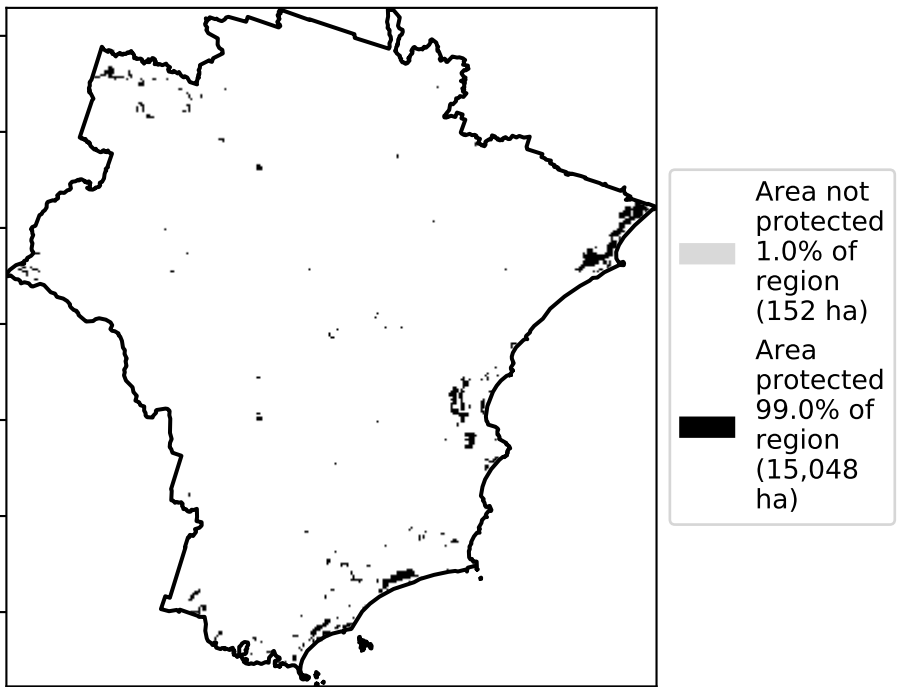 Area not
protected
1.0% of
region
(152 ha)
Area
protected
99.0% of
region
(15,048
ha)